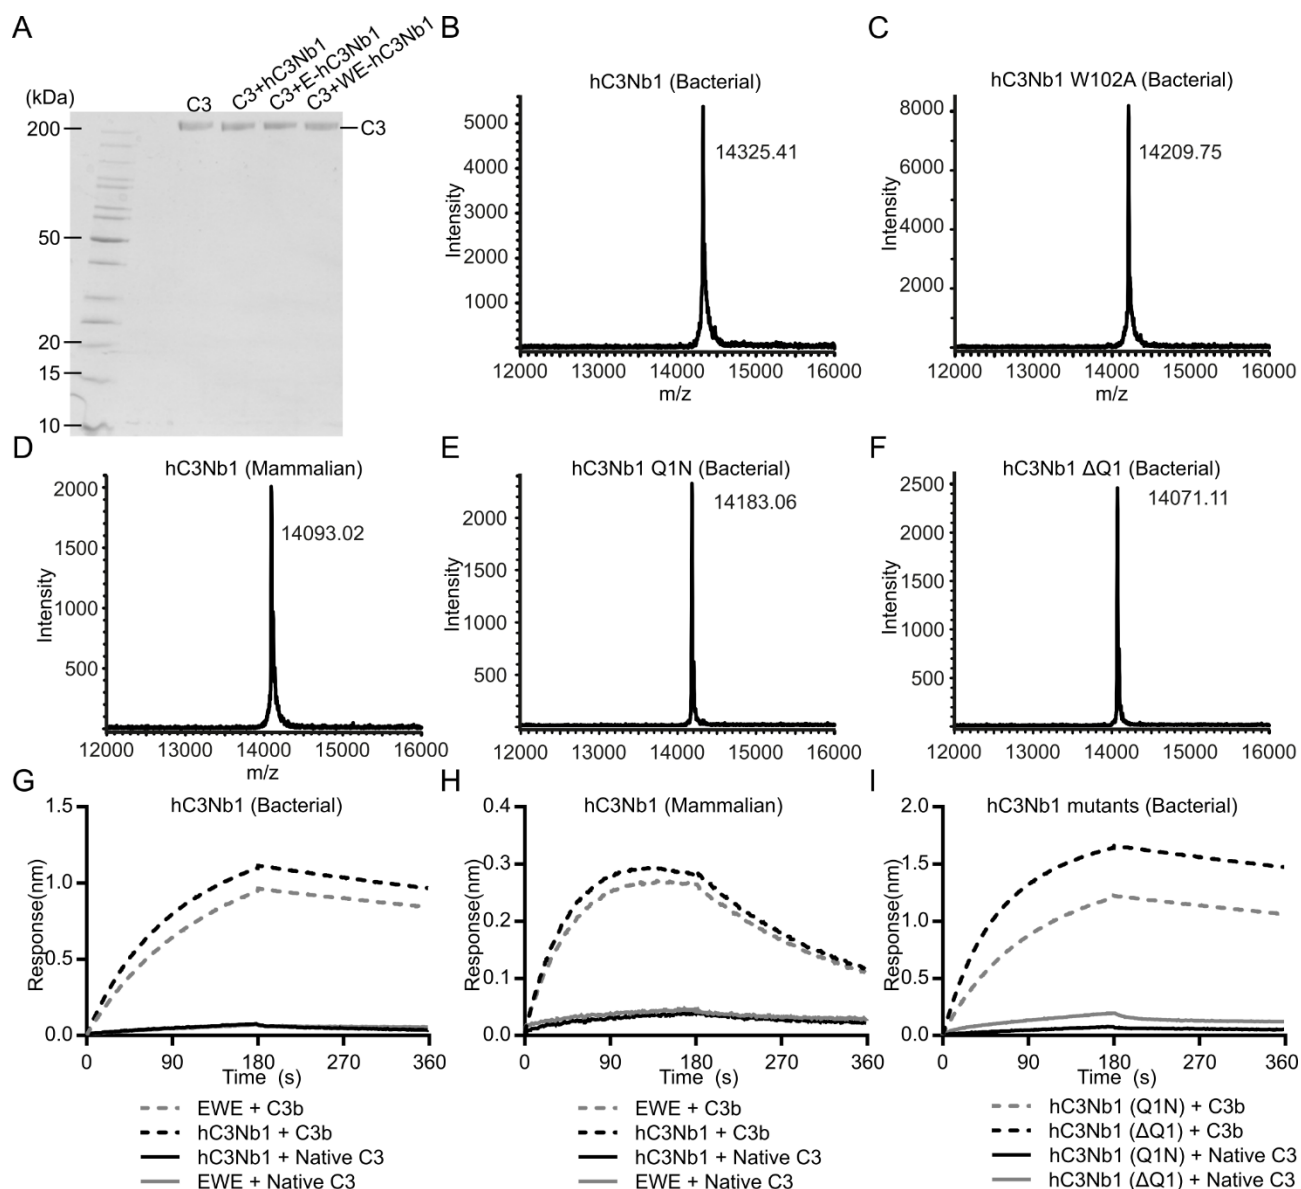 A
(kDa)
C3
C3+hC3Nb1
C3+E-hC3Nb1
C3+WE-hC3Nb1
200
C3
50
20
15
10
B
hC3Nb1 (Bacterial)
14325.41
Intensity
5000
4000
3000
2000
1000
12000 13000 14000 15000 16000
m/z
C
hC3Nb1 W102A (Bacterial)
14209.75
Intensity
8000
6000
4000
2000
12000 13000 14000 15000 16000
m/z
D
hC3Nb1 (Mammalian)
14093.02
Intensity
2000
1500
1000
500
12000 13000 14000 15000 16000
m/z
E
hC3Nb1 Q1N (Bacterial)
14183.06
Intensity
2000
1500
1000
500
12000 13000 14000 15000 16000
F
hC3Nb1 ΔQ1 (Bacterial)
14071.11
Intensity
2500
2000
1500
1000
500
12000 13000 14000 15000 16000
G
hC3Nb1 (Bacterial)
Response(nm)
1.5
1.0
0.5
0.0
0 90 180 270 360
Time (s)
EWE + C3b
hC3Nb1 + C3b
hC3Nb1 + Native C3
EWE + Native C3
H
hC3Nb1 (Mammalian)
Response(nm)
0.4
0.3
0.2
0.1
0.0
0 90 180 270 360
Time (s)
EWE + C3b
hC3Nb1 + C3b
hC3Nb1 + Native C3
EWE + Native C3
I
hC3Nb1 mutants (Bacterial)
Response(nm)
2.0
1.5
1.0
0.5
0.0
0 90 180 270 360
Time (s)
hC3Nb1 (Q1N) + C3b
hC3Nb1 (ΔQ1) + C3b
hC3Nb1 (Q1N) + Native C3
hC3Nb1 (ΔQ1) + Native C3